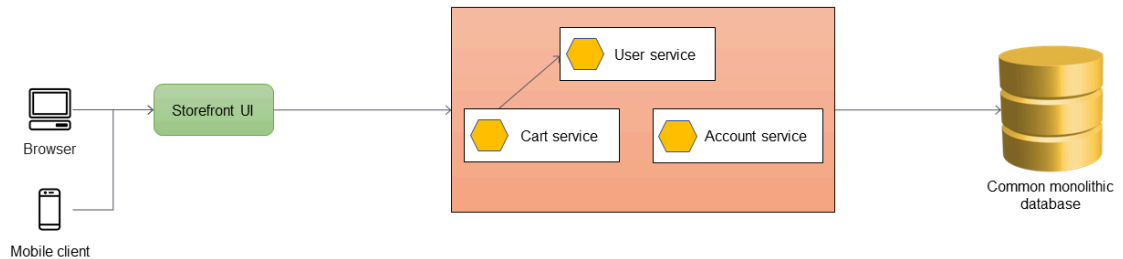 Browser
Mobile client
Storefront UI
User service
Cart service
Account service
Common monolithic
database